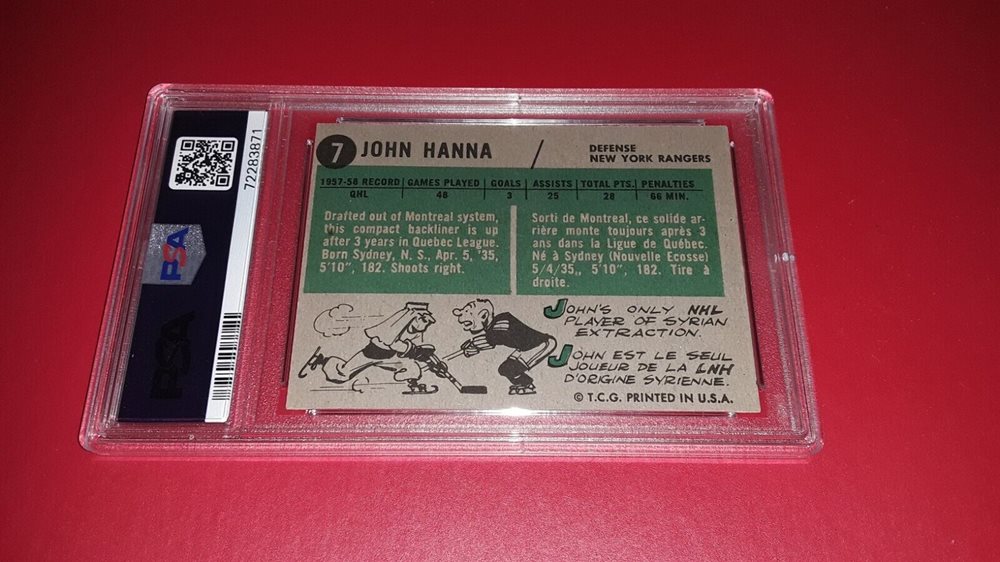 72283871
PSA
PSA
7 JOHN HANNA / DEFENSE
NEW YORK RANGERS
1957-58 RECORD GAMES PLAYED GOALS ASSISTS TOTAL PTS. PENALTIES
QHL 48 3 25 28 66 MIN.
Drafted out of Montreal system,
this compact backliner is up
after 3 years in Quebec League.
Born Sydney, N. S., Apr. 5, '35,
5'10", 182. Shoots right.
Sorti de Montreal, ce solide ar-
rière monte toujours après 3
ans dans la Ligue de Québec.
Né à Sydney (Nouvelle Ecosse)
5/4/35,, 5'10", 182. Tire à
droite.
JOHN'S ONLY NHL
PLAYER OF SYRIAN
EXTRACTION.
JOHN EST LE SEUL
JOUEUR DE LA LNH
D'ORIGINE SYRIENNE.
© T.C.G. PRINTED IN U.S.A.